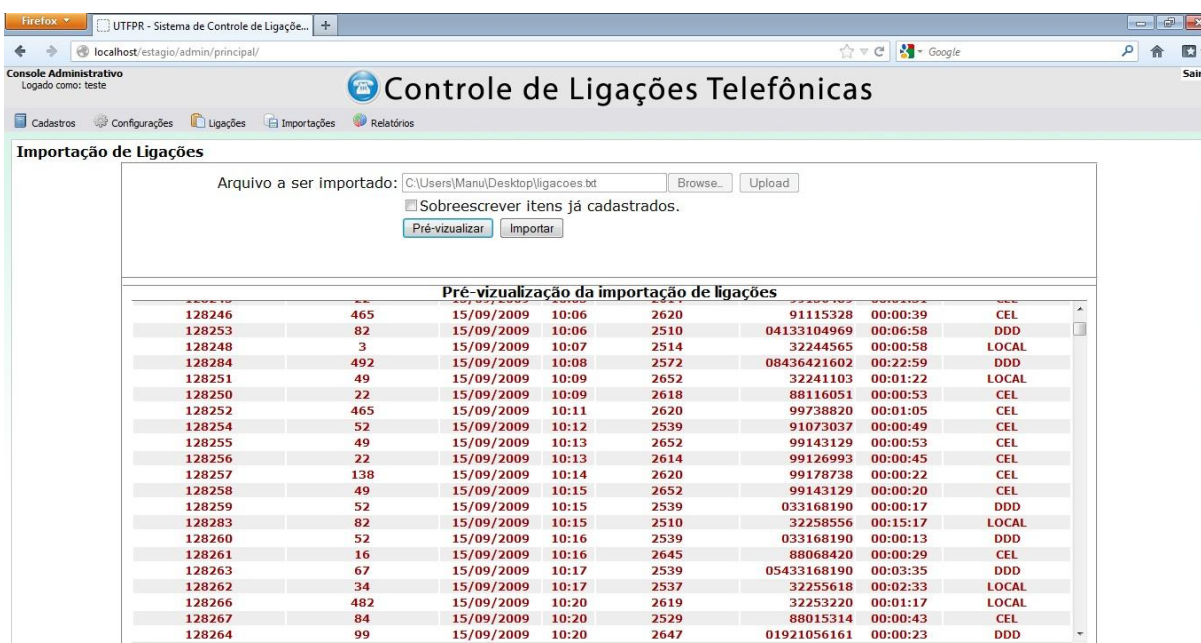 Firefox
UTFPR - Sistema de Controle de Ligaçõe...
localhost/estagio/admin/principal/
Google
Console Administrativo
Logado como: teste
Controle de Ligações Telefônicas
Sair
Cadastros Configurações Ligações Importações Relatórios
Importação de Ligações
Arquivo a ser importado: C:\Users\Manu\Desktop\ligacoes.txt Browse... Upload
Sobreescrever itens já cadastrados.
Pré-vizualizar Importar
Pré-vizualização da importação de ligações
128246 465 15/09/2009 10:06 2620 91115328 00:00:39 CEL
128253 82 15/09/2009 10:06 2510 04133104969 00:06:58 DDD
128248 3 15/09/2009 10:07 2514 32244565 00:00:58 LOCAL
128284 492 15/09/2009 10:08 2572 08436421602 00:22:59 DDD
128251 49 15/09/2009 10:09 2652 32241103 00:01:22 LOCAL
128250 22 15/09/2009 10:09 2618 88116051 00:00:53 CEL
128252 465 15/09/2009 10:11 2620 99738820 00:01:05 CEL
128254 52 15/09/2009 10:12 2539 91073037 00:00:49 CEL
128255 49 15/09/2009 10:13 2652 99143129 00:00:53 CEL
128256 22 15/09/2009 10:13 2614 99126993 00:00:45 CEL
128257 138 15/09/2009 10:14 2620 99178738 00:00:22 CEL
128258 49 15/09/2009 10:15 2652 99143129 00:00:20 CEL
128259 52 15/09/2009 10:15 2539 033168190 00:00:17 DDD
128283 82 15/09/2009 10:15 2510 32258556 00:15:17 LOCAL
128260 52 15/09/2009 10:16 2539 033168190 00:00:13 DDD
128261 16 15/09/2009 10:16 2645 88068420 00:00:29 CEL
128263 67 15/09/2009 10:17 2539 05433168190 00:03:35 DDD
128262 34 15/09/2009 10:17 2537 32255618 00:02:33 LOCAL
128266 482 15/09/2009 10:20 2619 32253220 00:01:17 LOCAL
128267 84 15/09/2009 10:20 2529 88015314 00:00:43 CEL
128264 99 15/09/2009 10:20 2647 01921056161 00:00:23 DDD